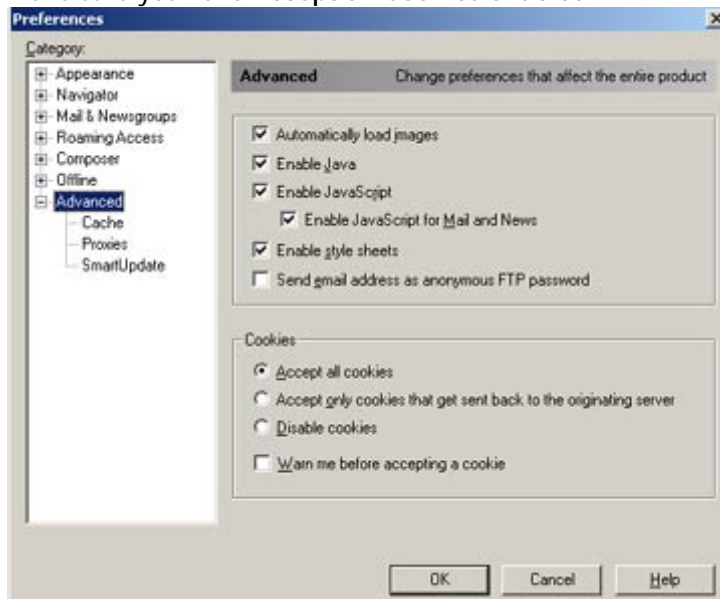 Preferences
Category:
Appearance
Navigator
Mail & Newsgroups
Roaming Access
Composer
Offline
Advanced
Cache
Proxies
SmartUpdate
Advanced Change preferences that affect the entire product
Automatically load images
Enable Java
Enable JavaScript
Enable JavaScript for Mail and News
Enable style sheets
Send email address as anonymous FTP password
Cookies
Accept all cookies
Accept only cookies that get sent back to the originating server
Disable cookies
Warn me before accepting a cookie
OK Cancel Help